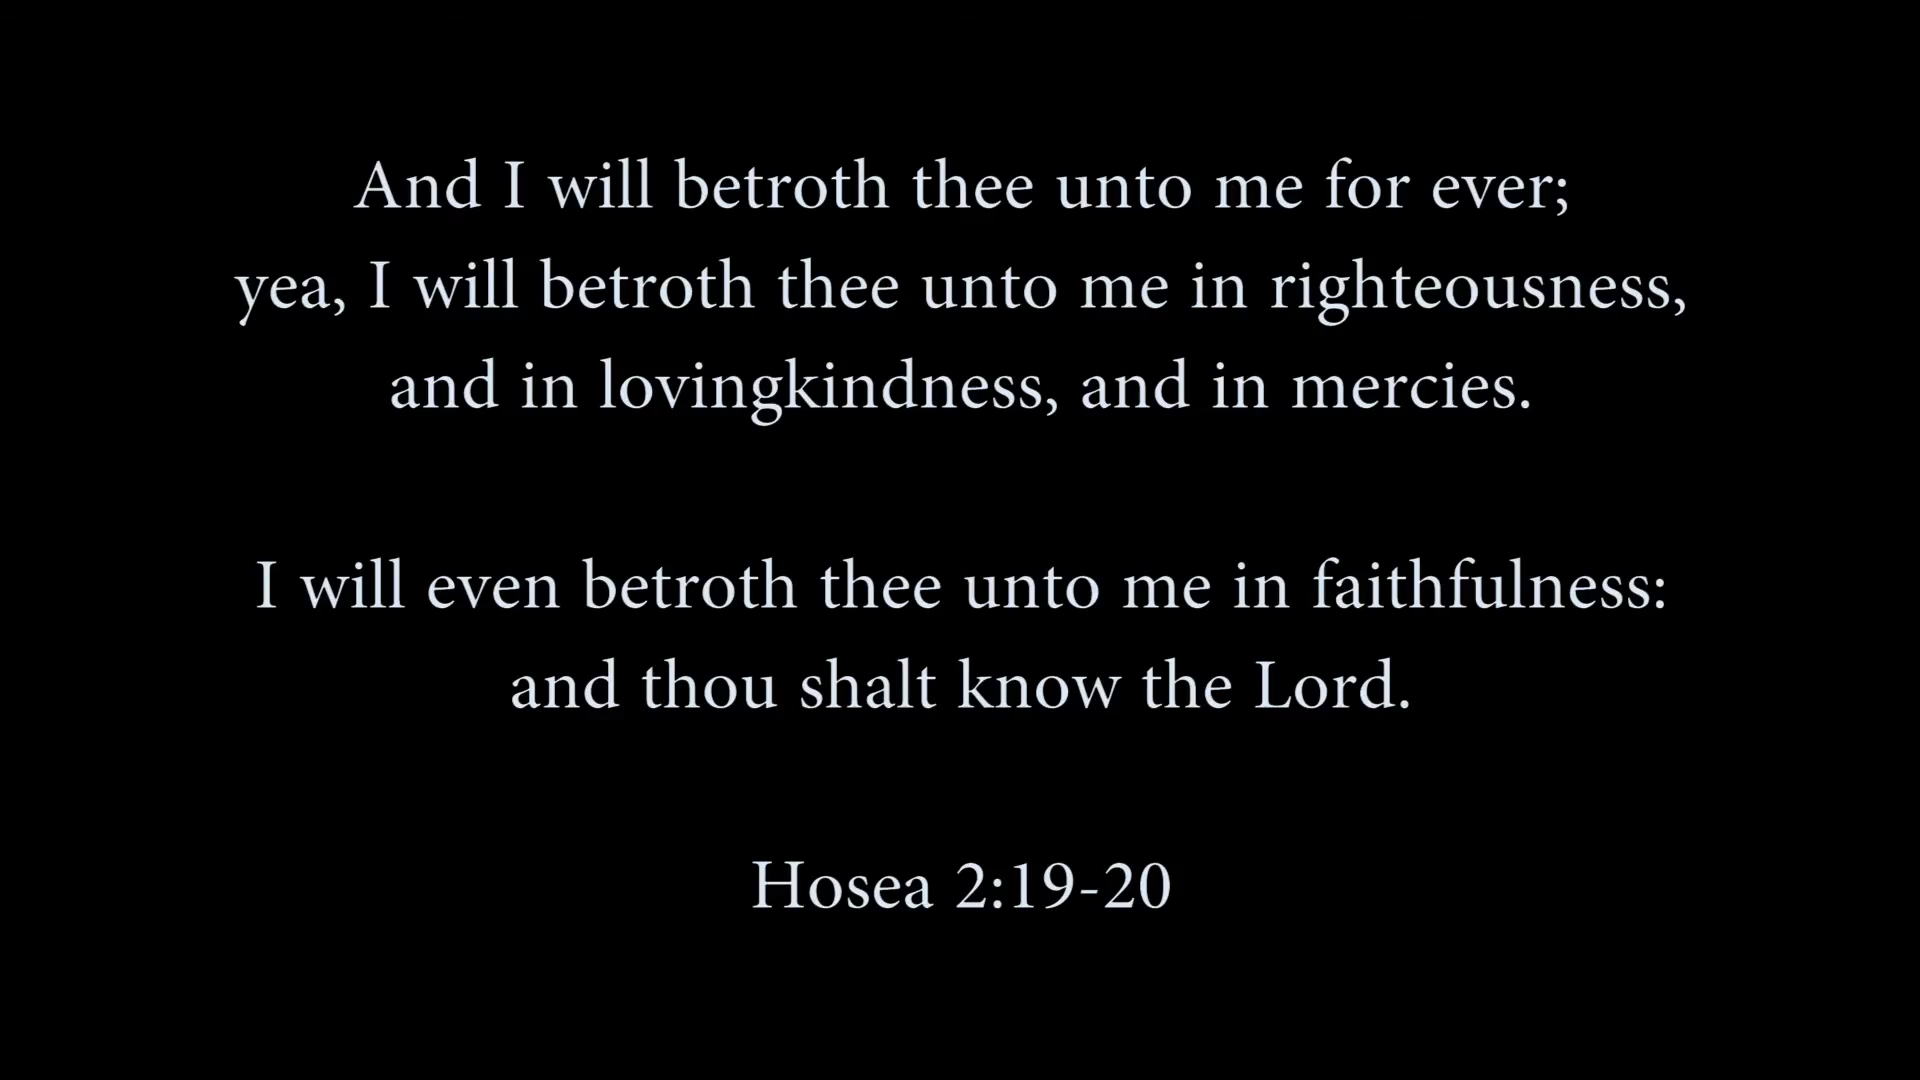 And I will betroth thee unto me for ever;
yea, I will betroth thee unto me in righteousness,
and in lovingkindness, and in mercies.
I will even betroth thee unto me in faithfulness:
and thou shalt know the Lord.
Hosea 2:19-20